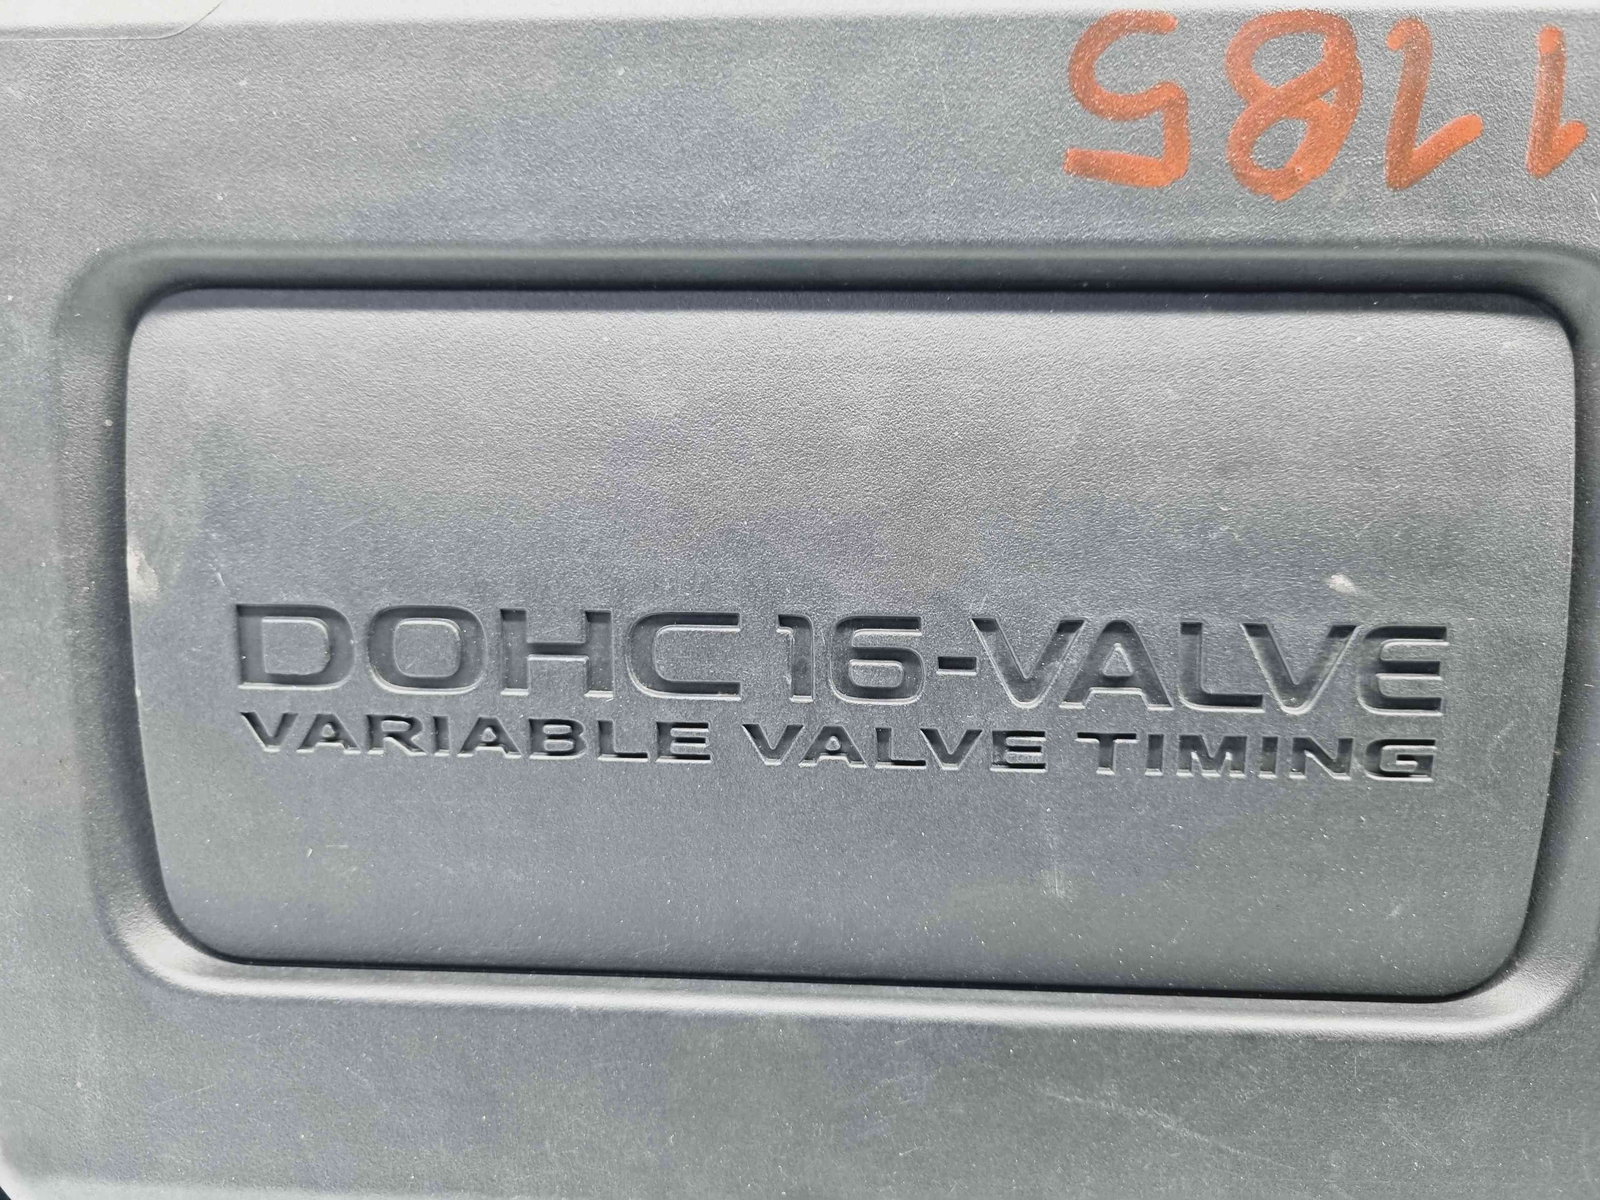 1185
DOHC 16-VALVE
VARIABLE VALVE TIMING